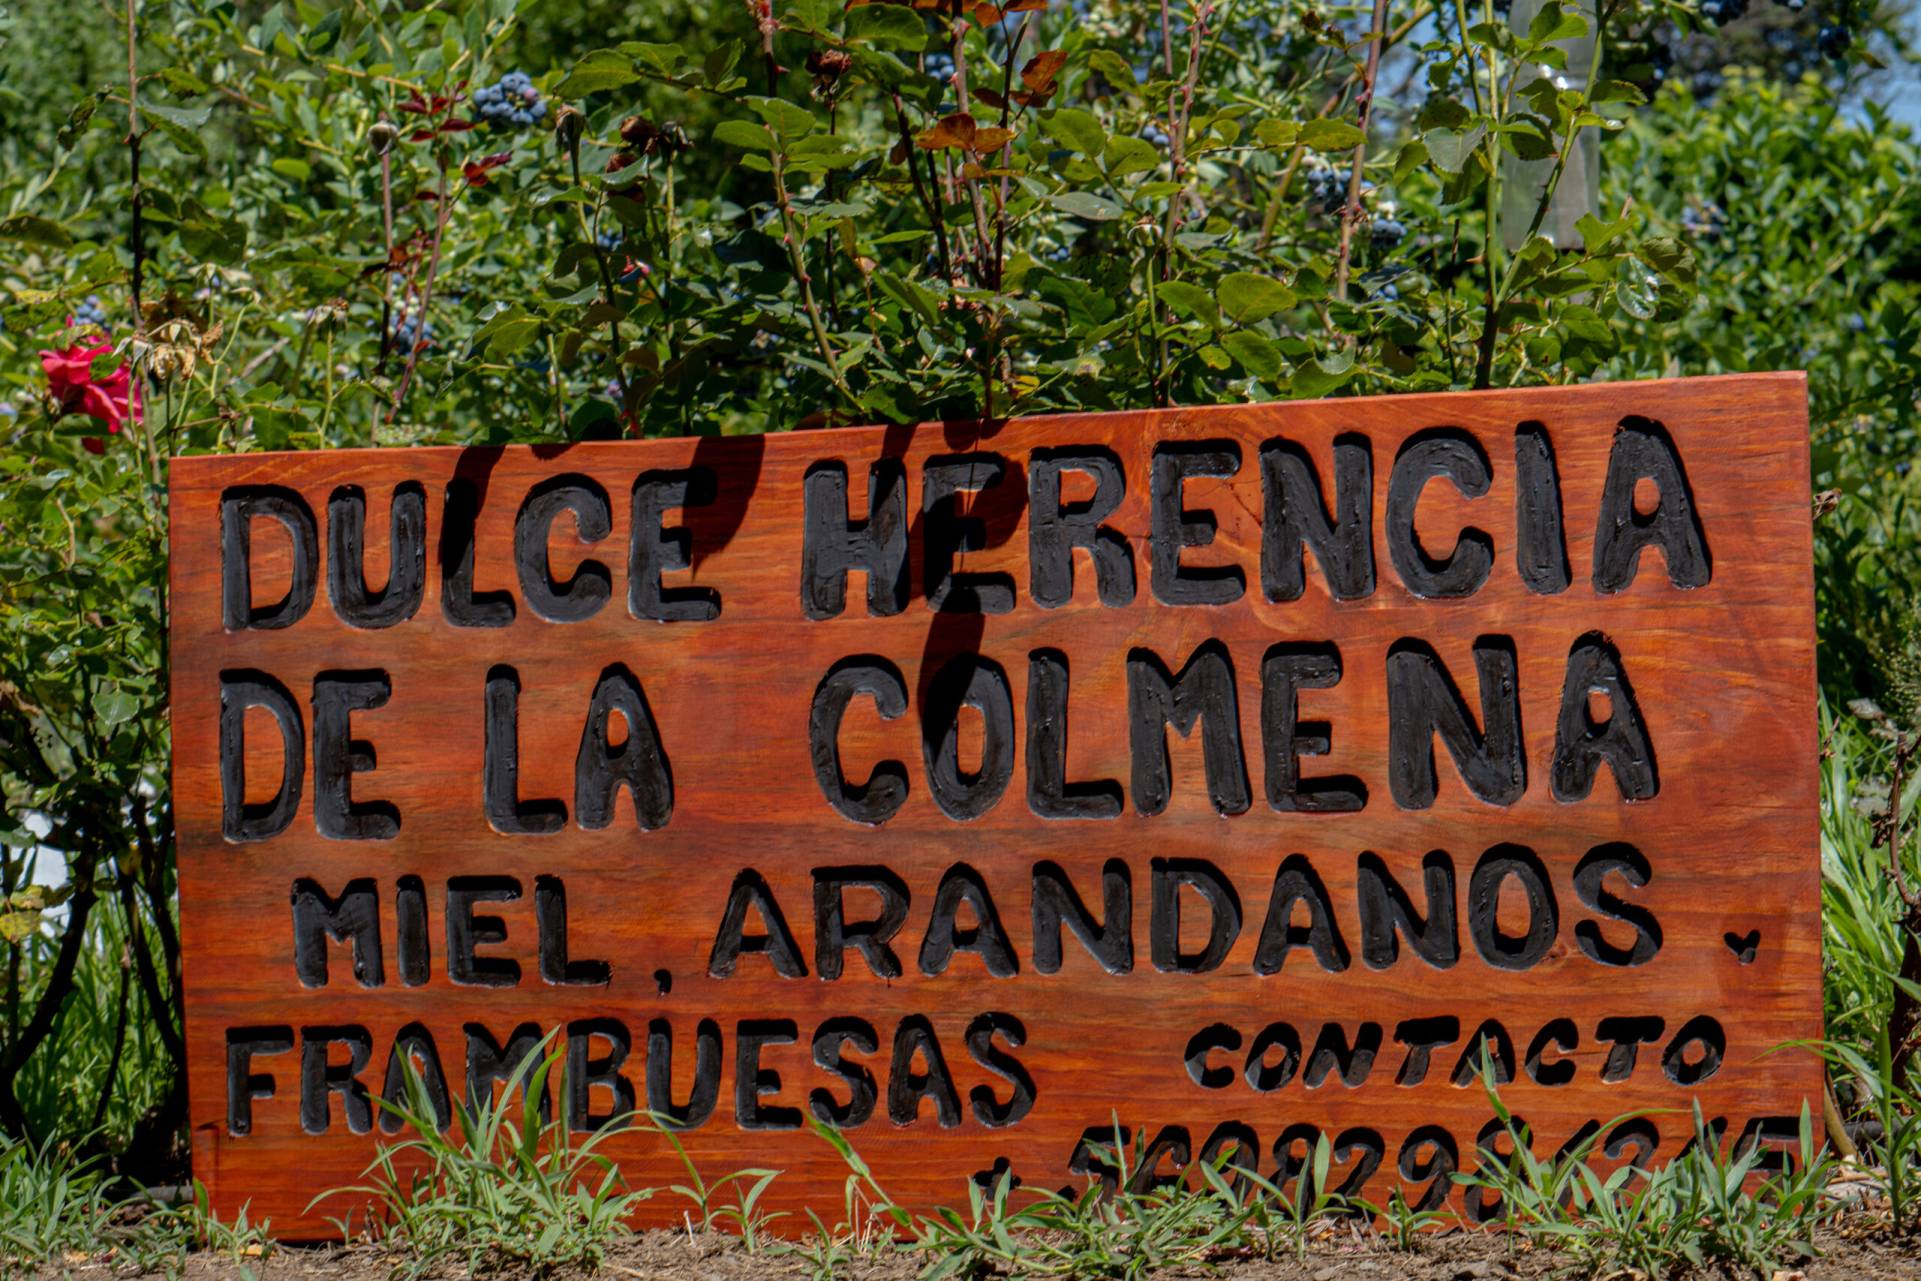 DULCE HERENCIA
DE LA COLMENA
MIEL, ARANDANOS.
FRAMBUESAS CONTACTO